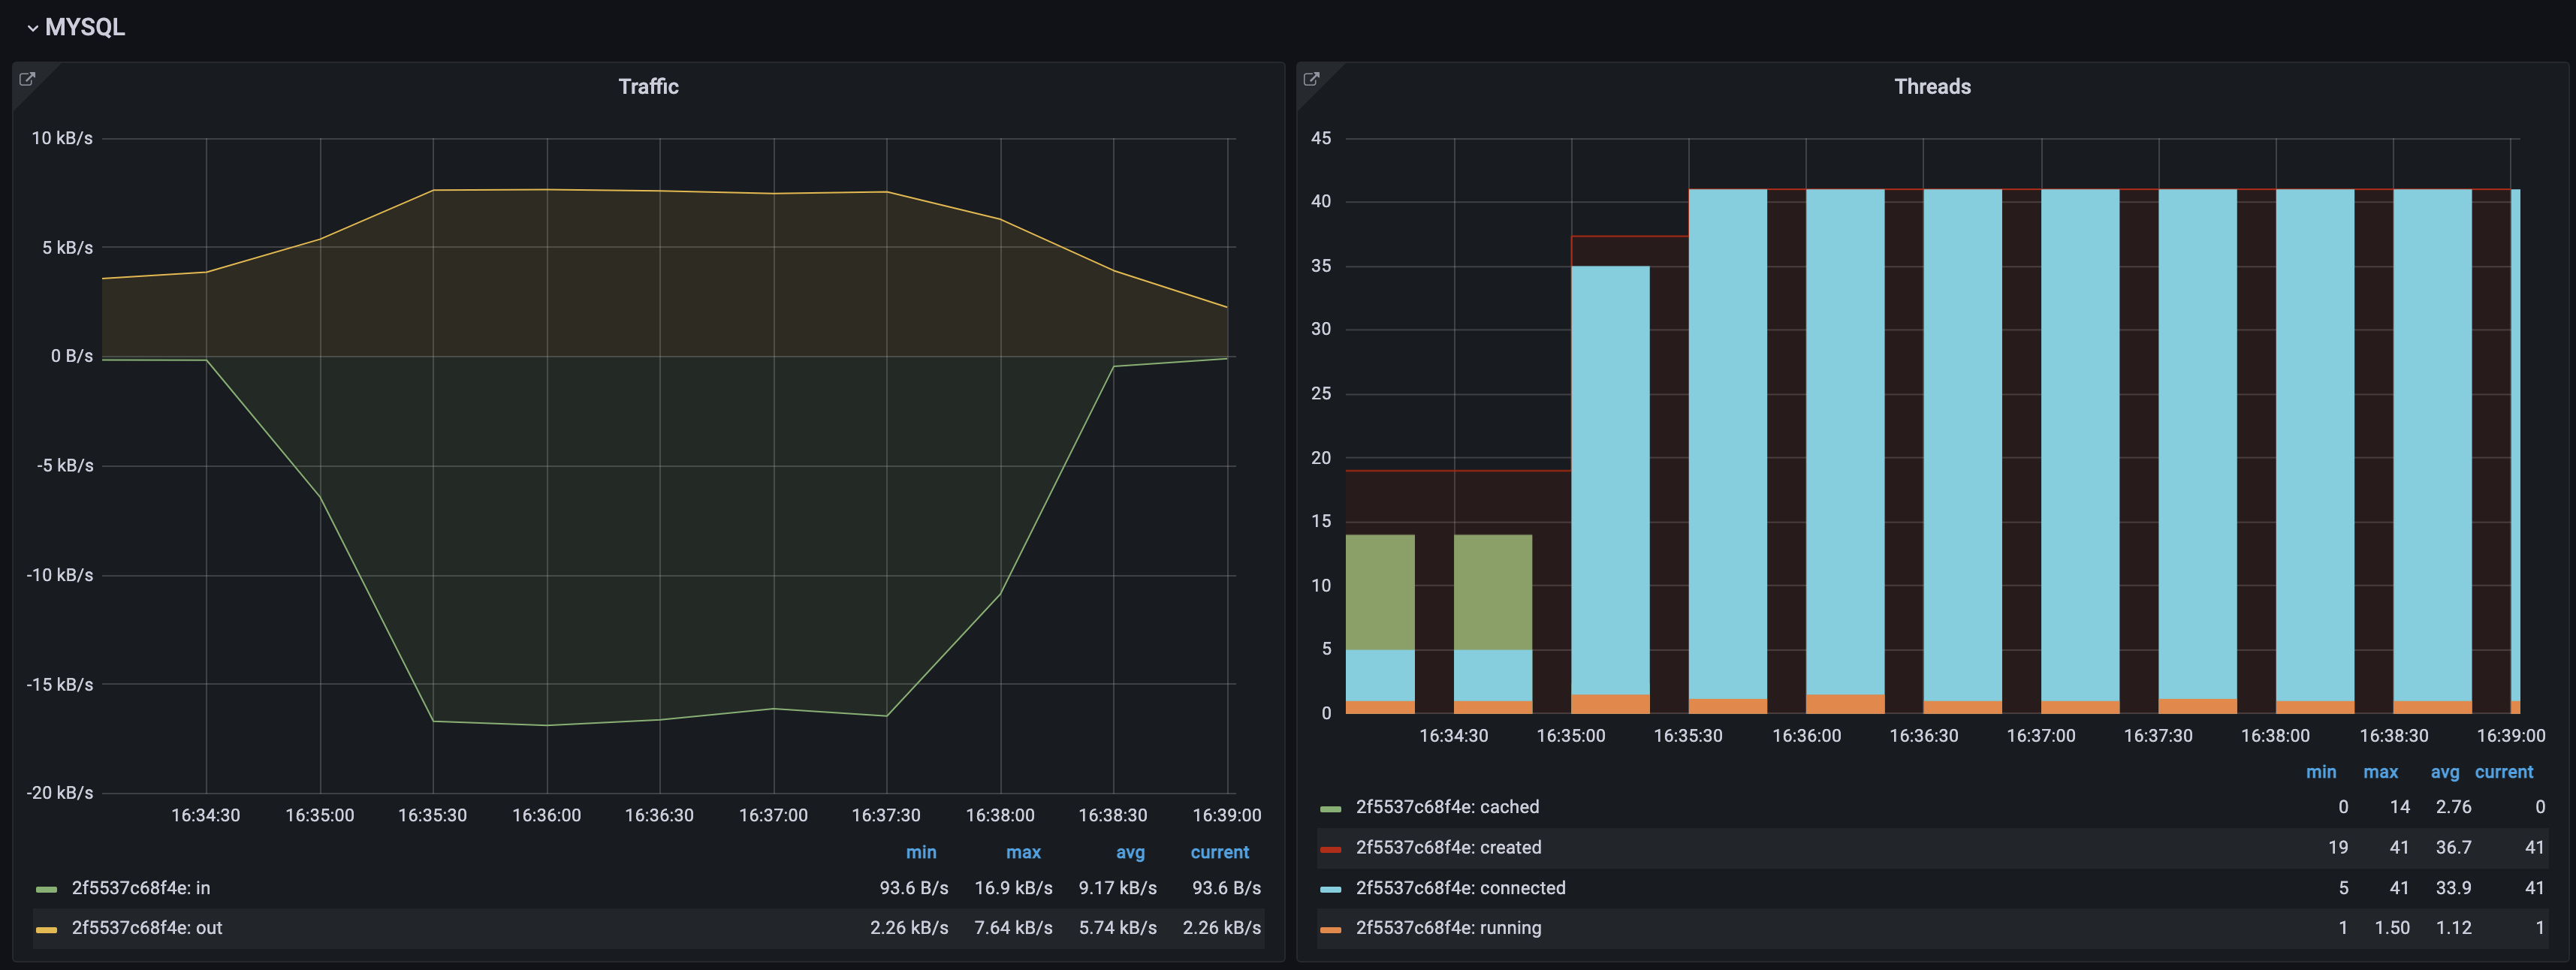 MYSQL
Traffic
10 kB/s
5 kB/s
0 B/s
-5 kB/s
-10 kB/s
-15 kB/s
-20 kB/s
16:34:30 16:35:00 16:35:30 16:36:00 16:36:30 16:37:00 16:37:30 16:38:00 16:38:30 16:39:00
min max avg current
2f5537c68f4e: in 93.6 B/s 16.9 kB/s 9.17 kB/s 93.6 B/s
2f5537c68f4e: out 2.26 kB/s 7.64 kB/s 5.74 kB/s 2.26 kB/s
Threads
45
40
35
30
25
20
15
10
5
0
16:34:30 16:35:00 16:35:30 16:36:00 16:36:30 16:37:00 16:37:30 16:38:00 16:38:30 16:39:00
min max avg current
2f5537c68f4e: cached 0 14 2.76 0
2f5537c68f4e: created 19 41 36.7 41
2f5537c68f4e: connected 5 41 33.9 41
2f5537c68f4e: running 1 1.50 1.12 1